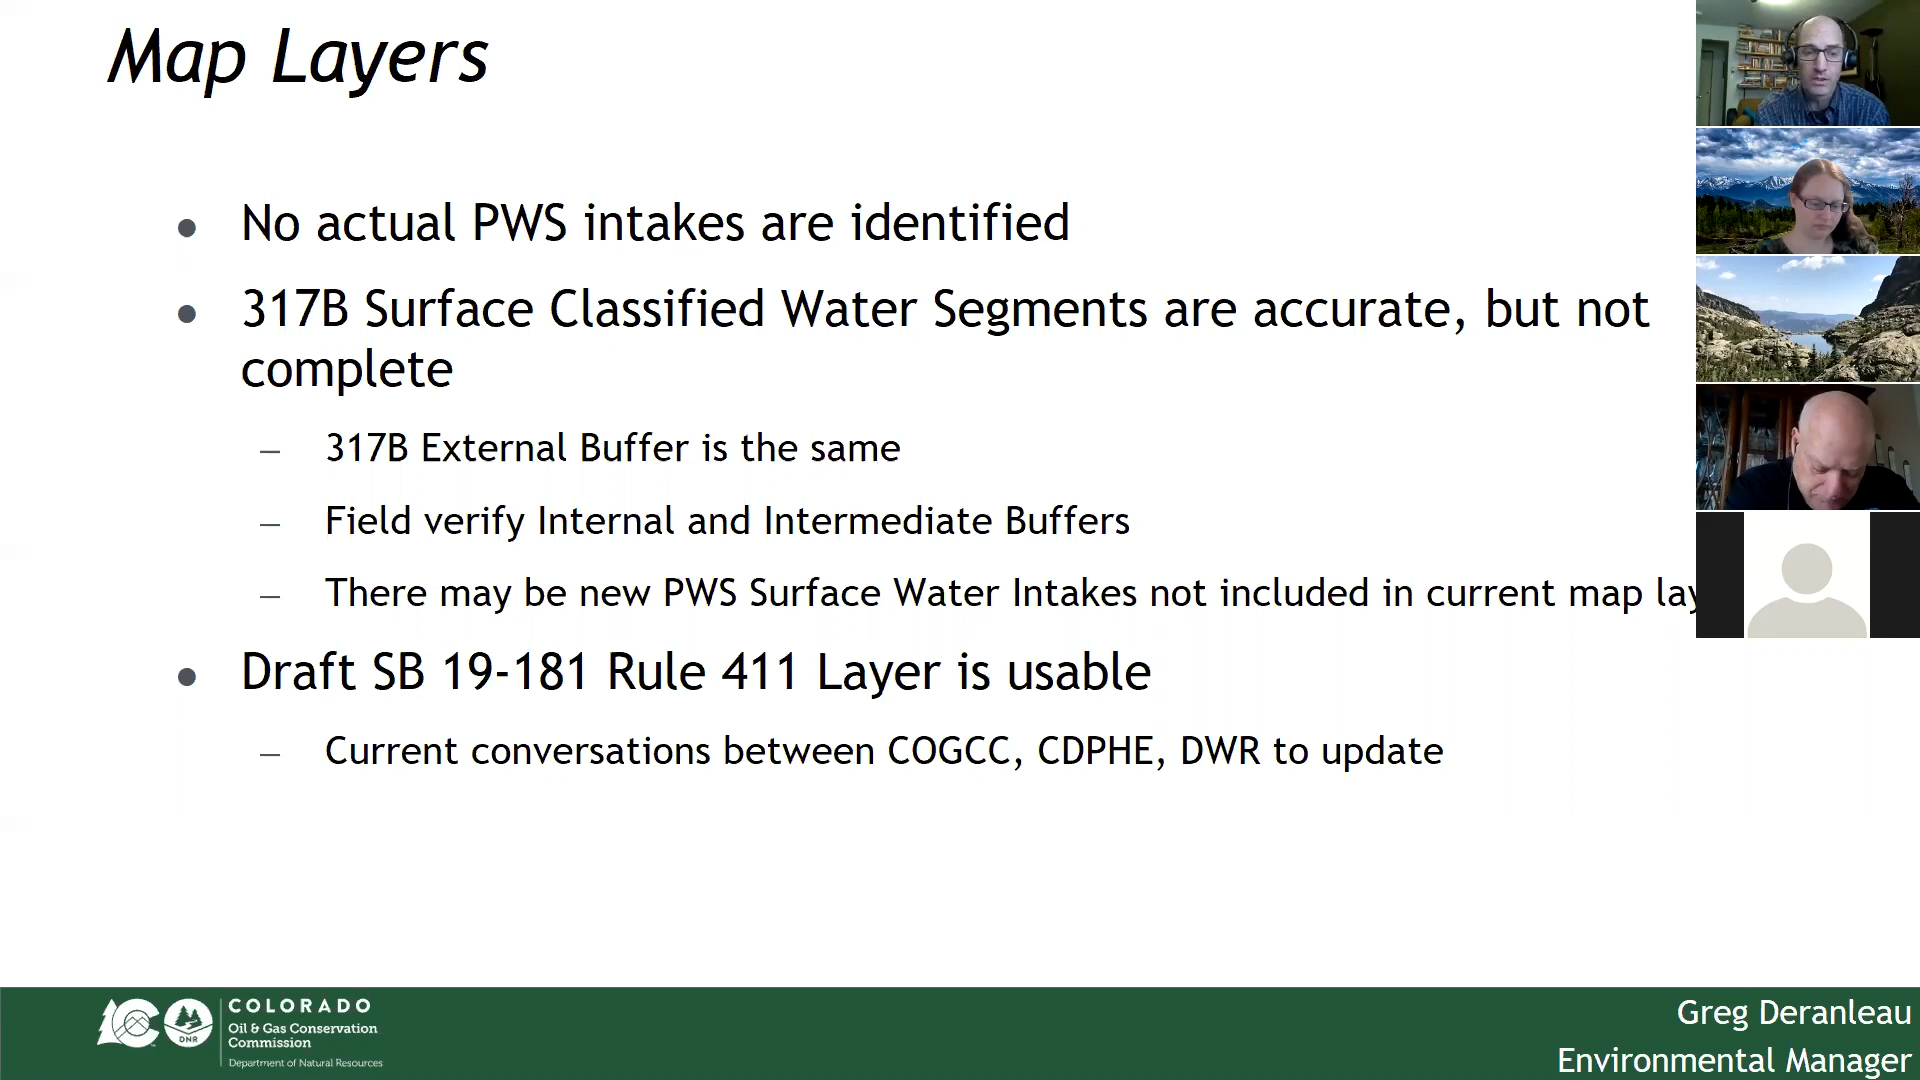 Map Layers
No actual PWS intakes are identified
317B Surface Classified Water Segments are accurate, but not
complete
317B External Buffer is the same
Field verify Internal and Intermediate Buffers
There may be new PWS Surface Water Intakes not included in current map lay
Draft SB 19-181 Rule 411 Layer is usable
Current conversations between COGCC, CDPHE, DWR to update
COLORADO
Oil & Gas Conservation
Commission
Department of Natural Resources
DNR
Greg Deranleau
Environmental Manager